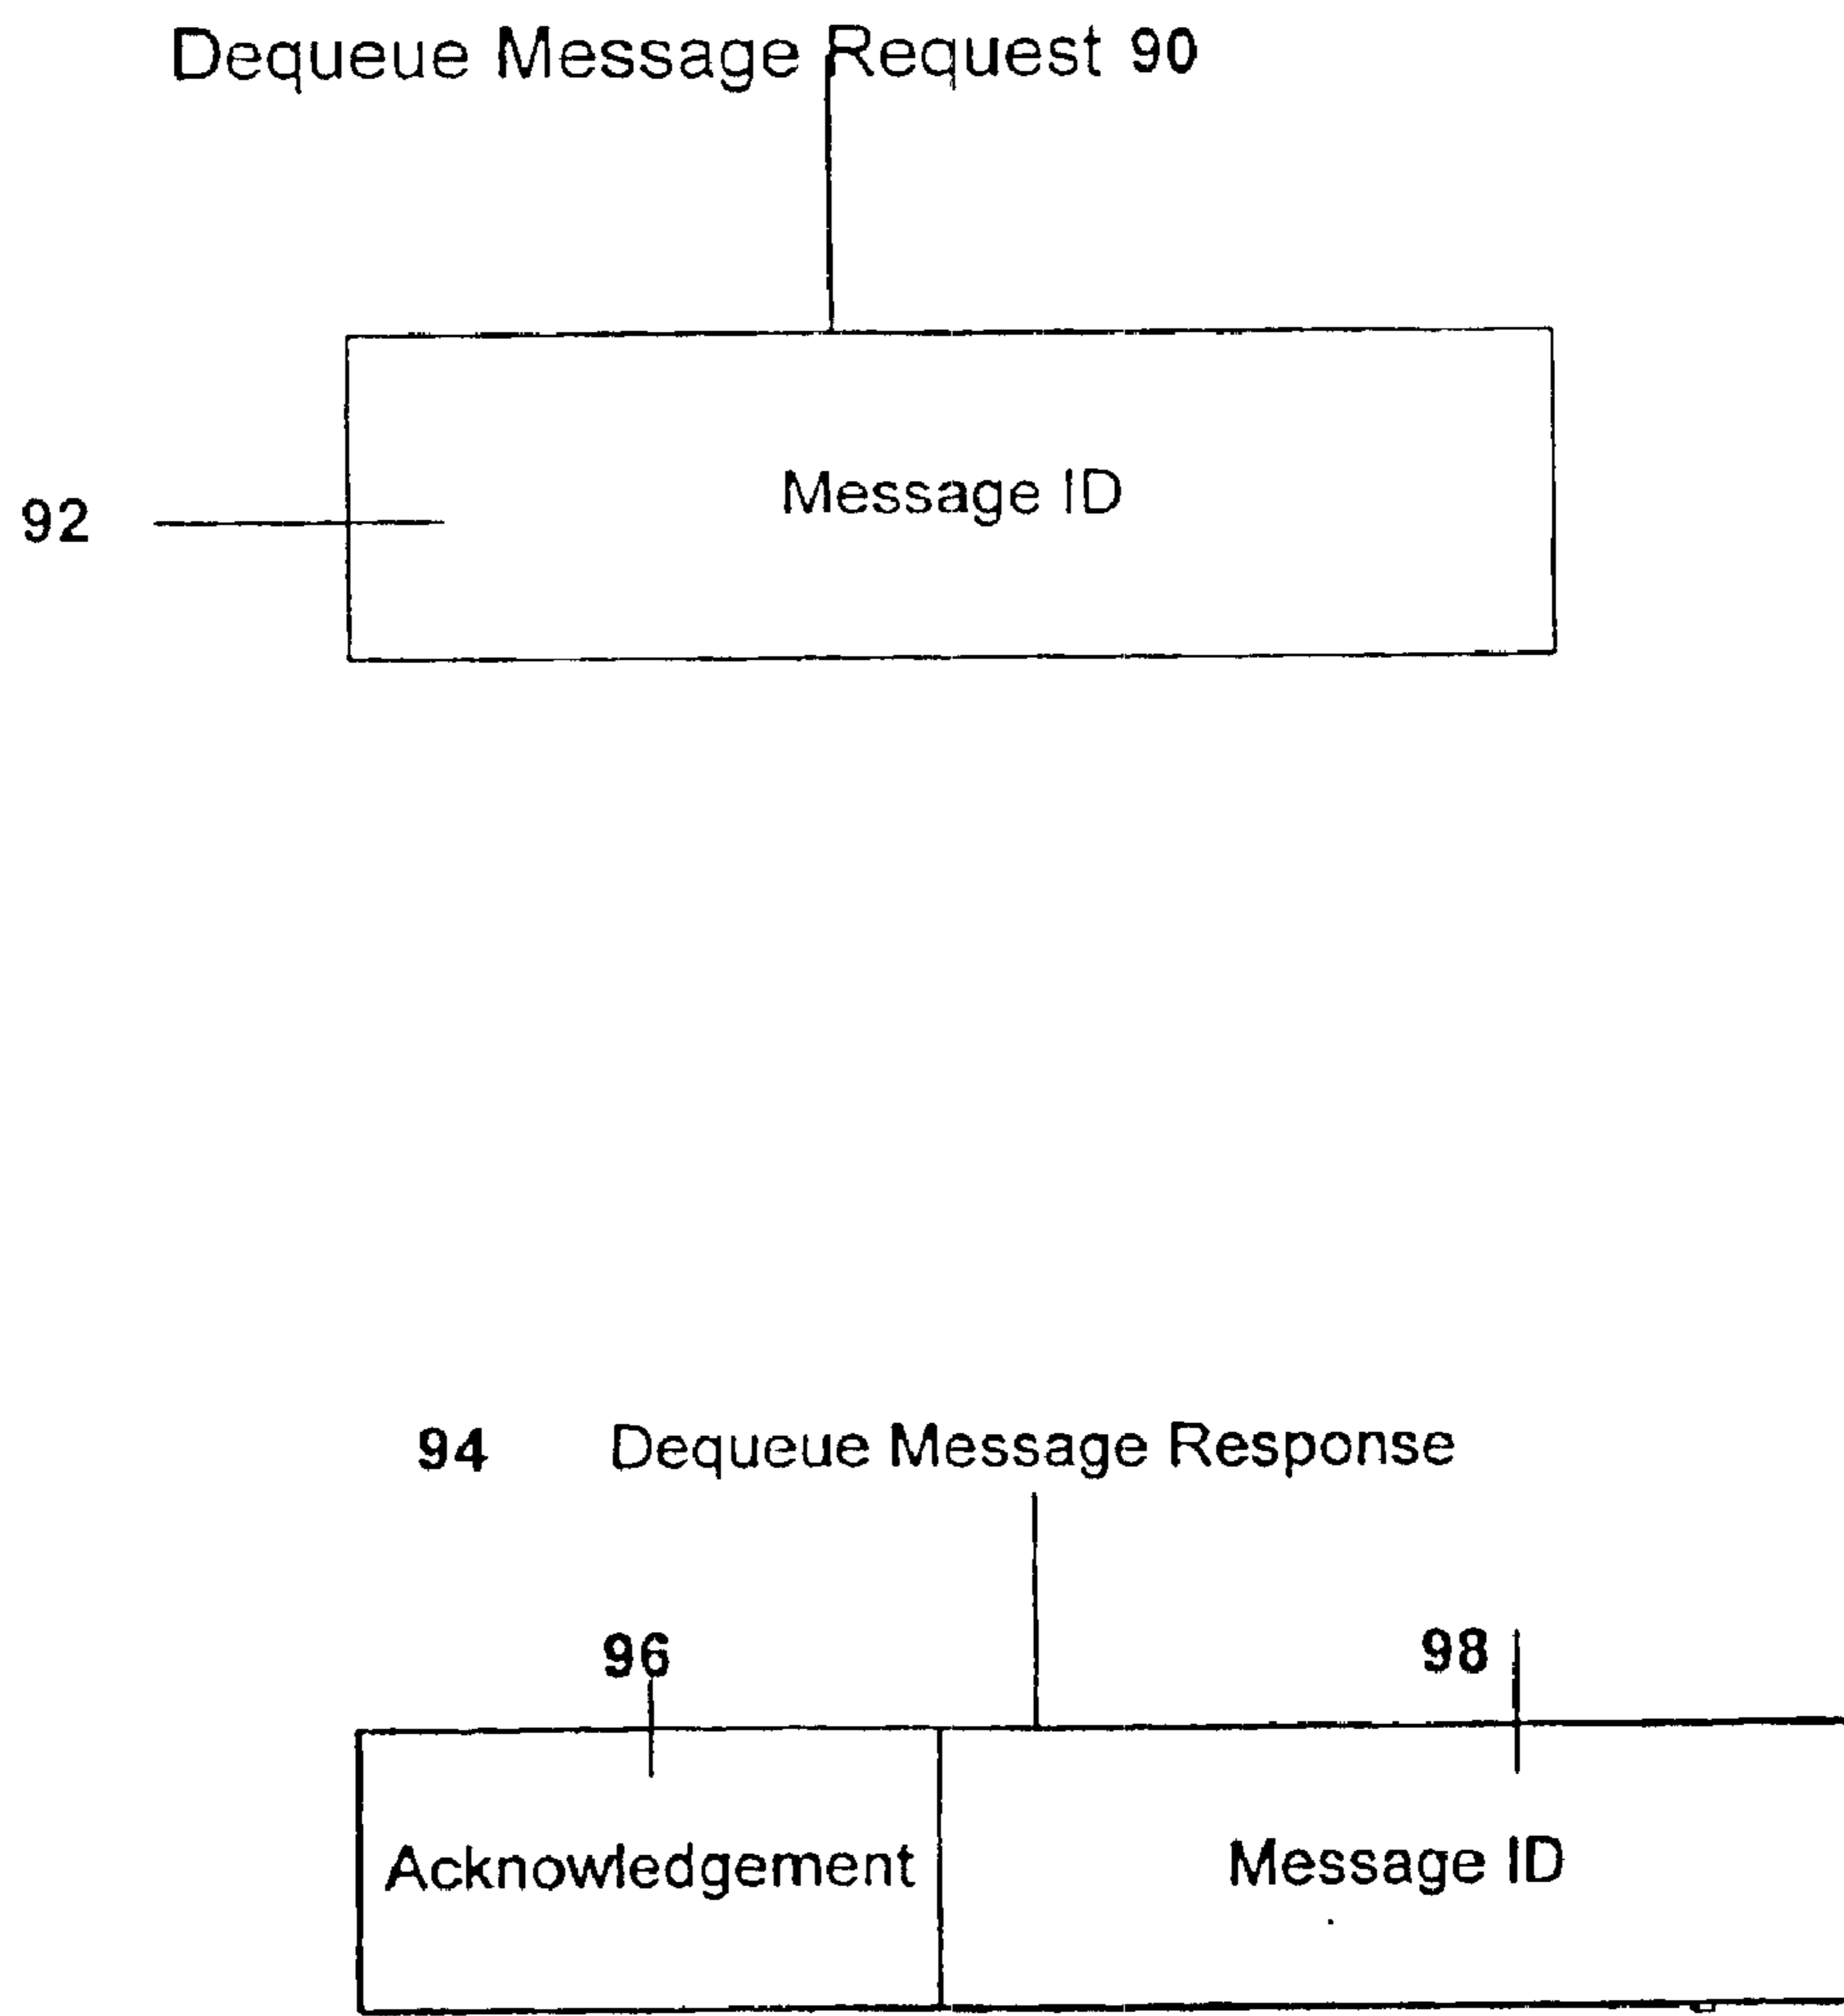 Dequeue Message Request 90
Message ID
92
94 Dequeue Message Response
96 98
Acknowledgement Message ID